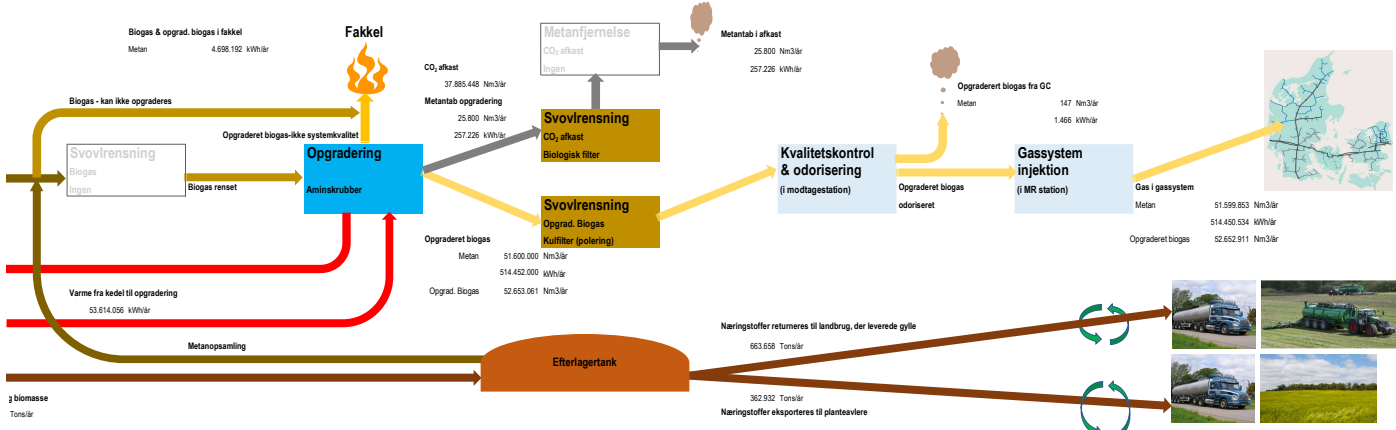 Biogas & opgrad. biogas i fakkel
Metan 4.698.192 kWh/år
Fakkel
Biogas - kan ikke opgraderes
Opgraderet biogas-ikke systemkvalitet
Svovlrensning
Biogas
Ingen
Biogas renset
Opgradering
Aminskrubber
CO₂ afkast
37.885.448 Nm3/år
Metantab opgradering
25.800 Nm3/år
257.226 kWh/år
Metanfjernelse
CO₂ afkast
Ingen
Metantab i afkast
25.800 Nm3/år
257.226 kWh/år
Svovlrensning
CO₂ afkast
Biologisk filter
Svovlrensning
Opgrad. Biogas
Kulfilter (polering)
Opgraderet biogas
Metan 51.600.000 Nm3/år
514.452.000 kWh/år
Opgrad. Biogas 52.653.061 Nm3/år
Kvalitetskontrol
& odorisering
(i modtagestation)
Opgraderert biogas fra GC
Metan 147 Nm3/år
1.466 kWh/år
Opgraderet biogas
odoriseret
Gassystem
injektion
(i MR station)
Gas i gassystem
Metan 51.599.853 Nm3/år
514.450.534 kWh/år
Opgraderet biogas 52.652.911 Nm3/år
Varme fra kedel til opgradering
53.614.056 kWh/år
Metanopsamling
Efterlagertank
Næringstoffer returneres til landbrug, der leverede gylle
663.658 Tons/år
362.932 Tons/år
Næringstoffer eksporteres til planteavlere
g biomasse
Tons/år